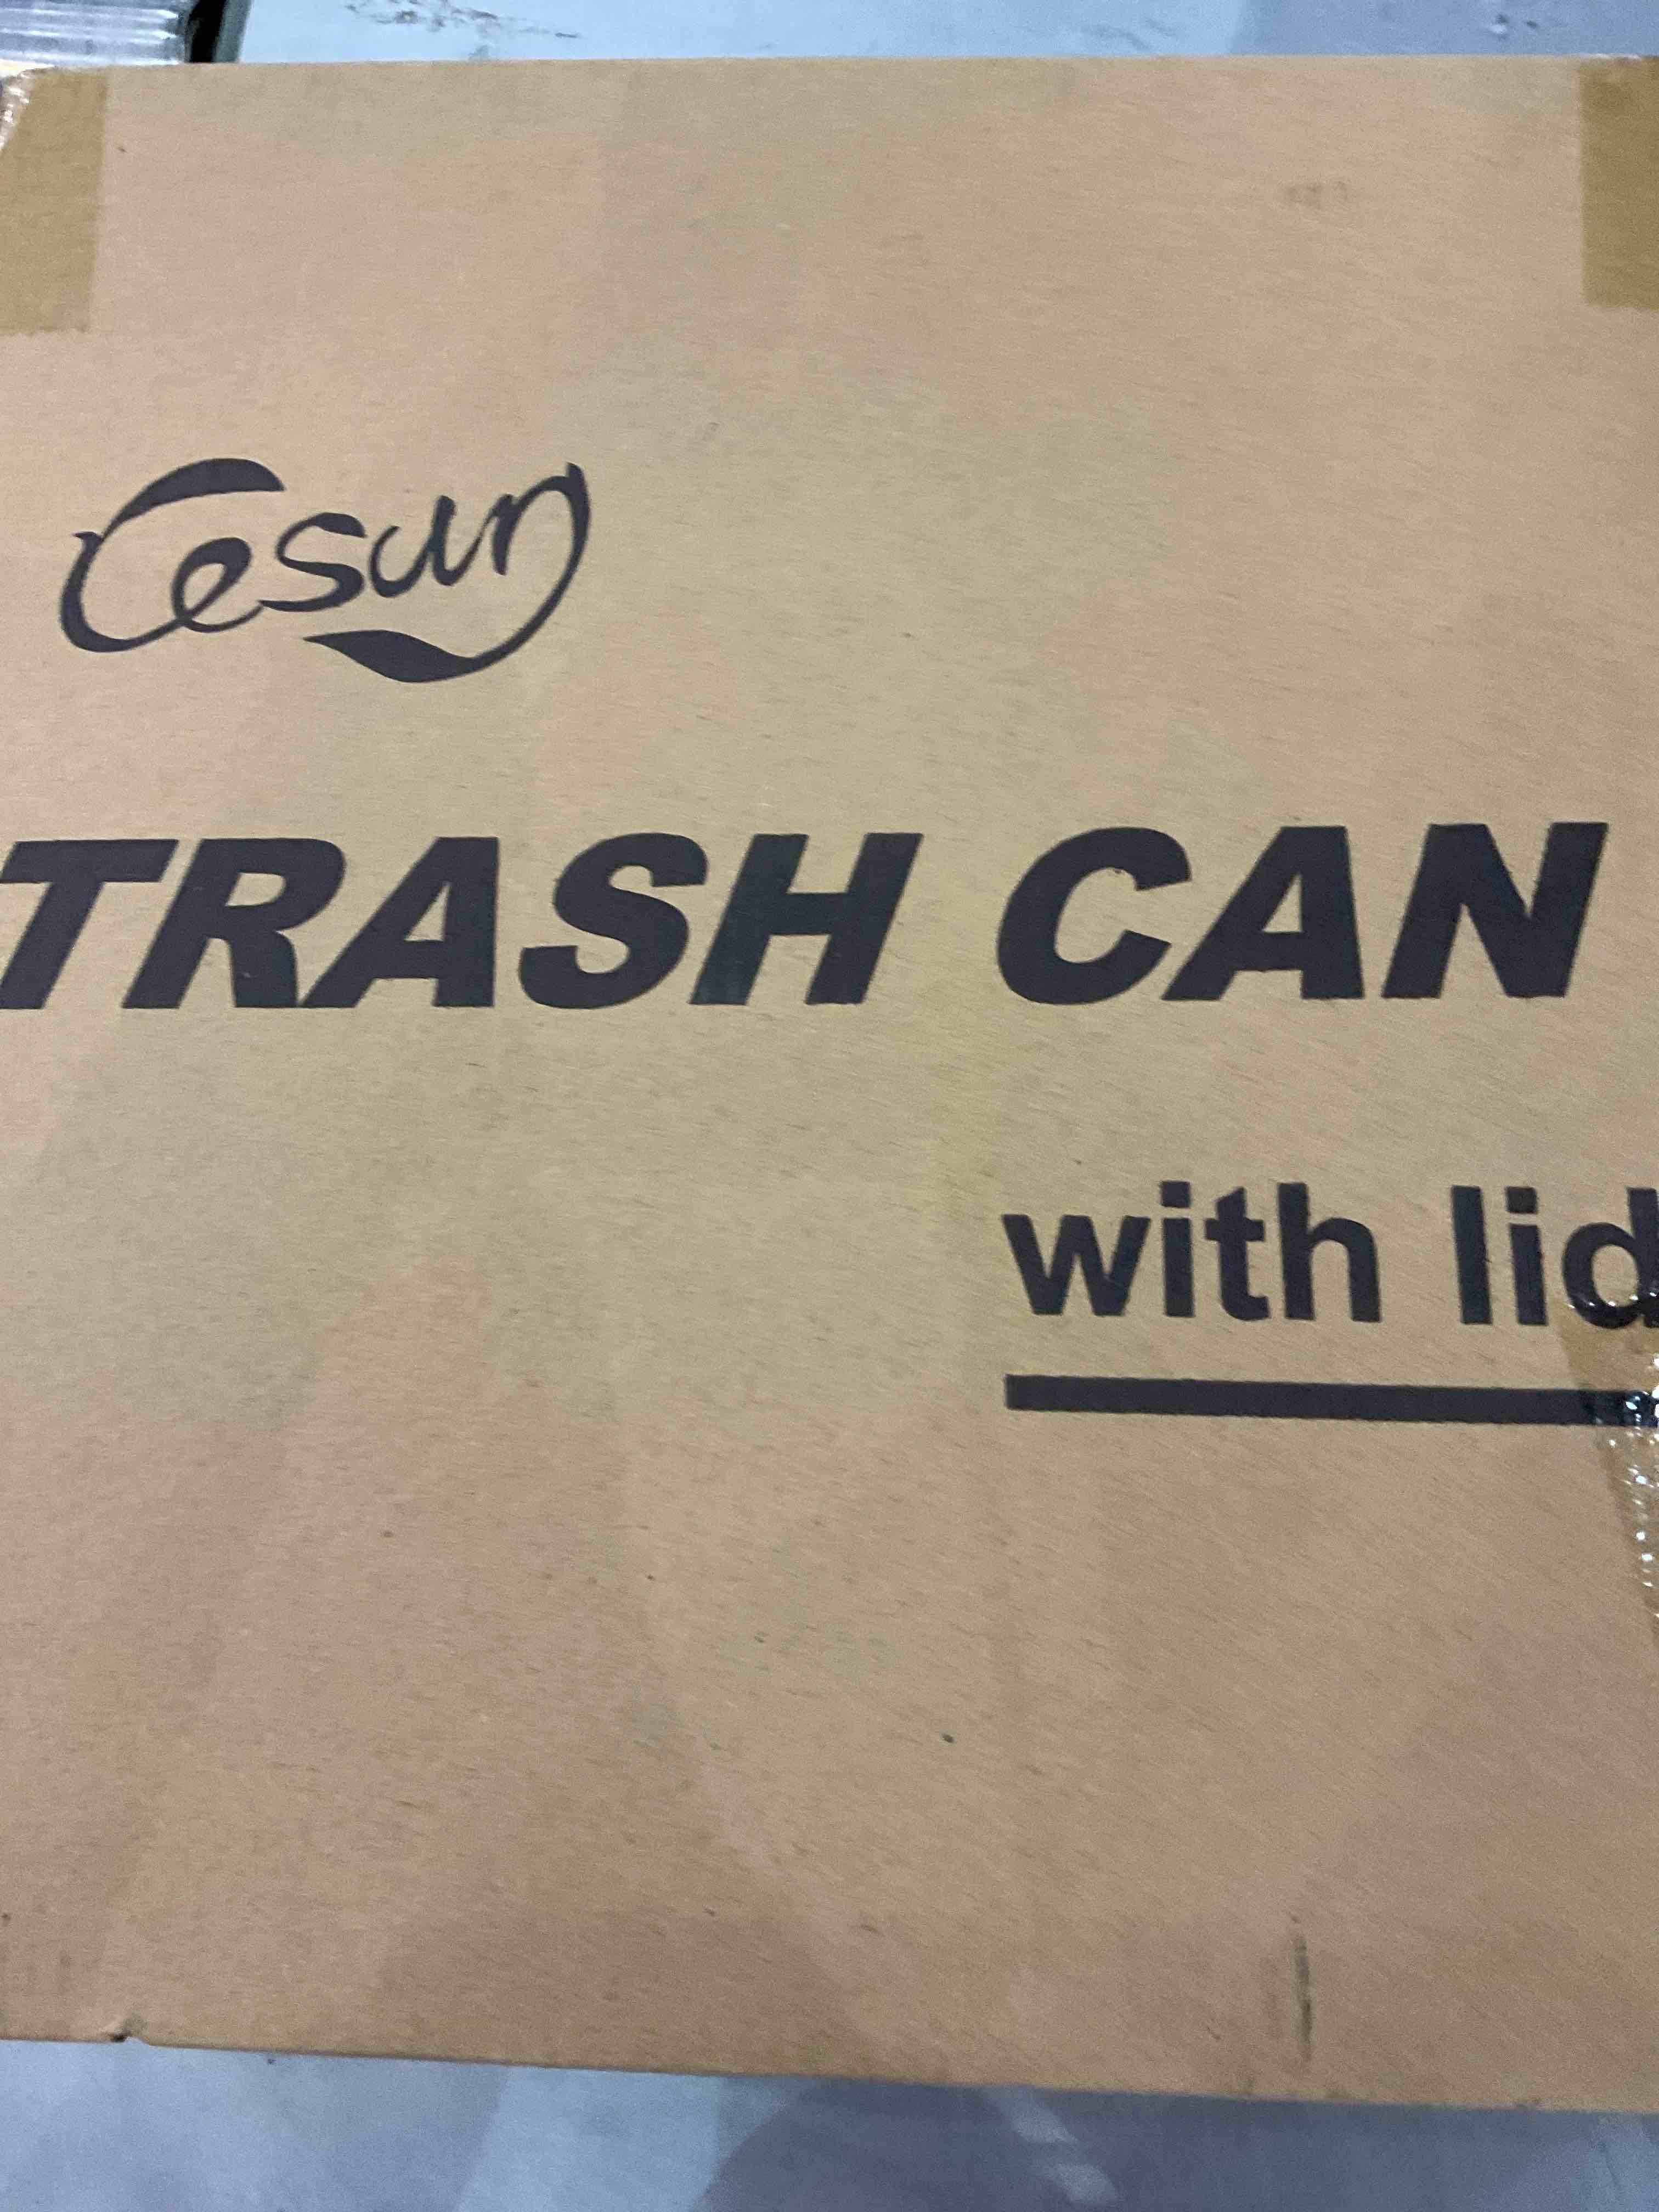 Cesun
TRASH CAN
with lid